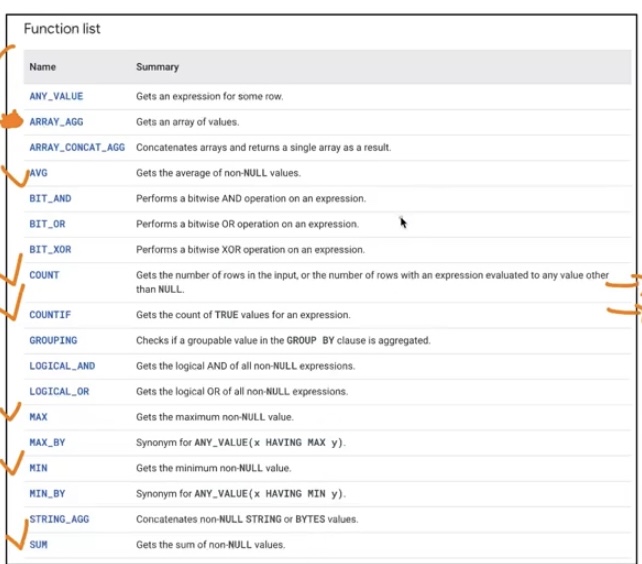 Function list
Name Summary
ANY_VALUE Gets an expression for some row.
ARRAY_AGG Gets an array of values.
ARRAY_CONCAT_AGG Concatenates arrays and returns a single array as a result.
AVG Gets the average of non-NULL values.
BIT_AND Performs a bitwise AND operation on an expression.
BIT_OR Performs a bitwise OR operation on an expression.
BIT_XOR Performs a bitwise XOR operation on an expression.
COUNT Gets the number of rows in the input, or the number of rows with an expression evaluated to any value other
than NULL.
COUNTIF Gets the count of TRUE values for an expression.
GROUPING Checks if a groupable value in the GROUP BY clause is aggregated.
LOGICAL_AND Gets the logical AND of all non-NULL expressions.
LOGICAL_OR Gets the logical OR of all non-NULL expressions.
MAX Gets the maximum non-NULL value.
MAX_BY Synonym for ANY_VALUE(x HAVING MAX y).
MIN Gets the minimum non-NULL value.
MIN_BY Synonym for ANY_VALUE(x HAVING MIN y).
STRING_AGG Concatenates non-NULL STRING or BYTES values.
SUM Gets the sum of non-NULL values.